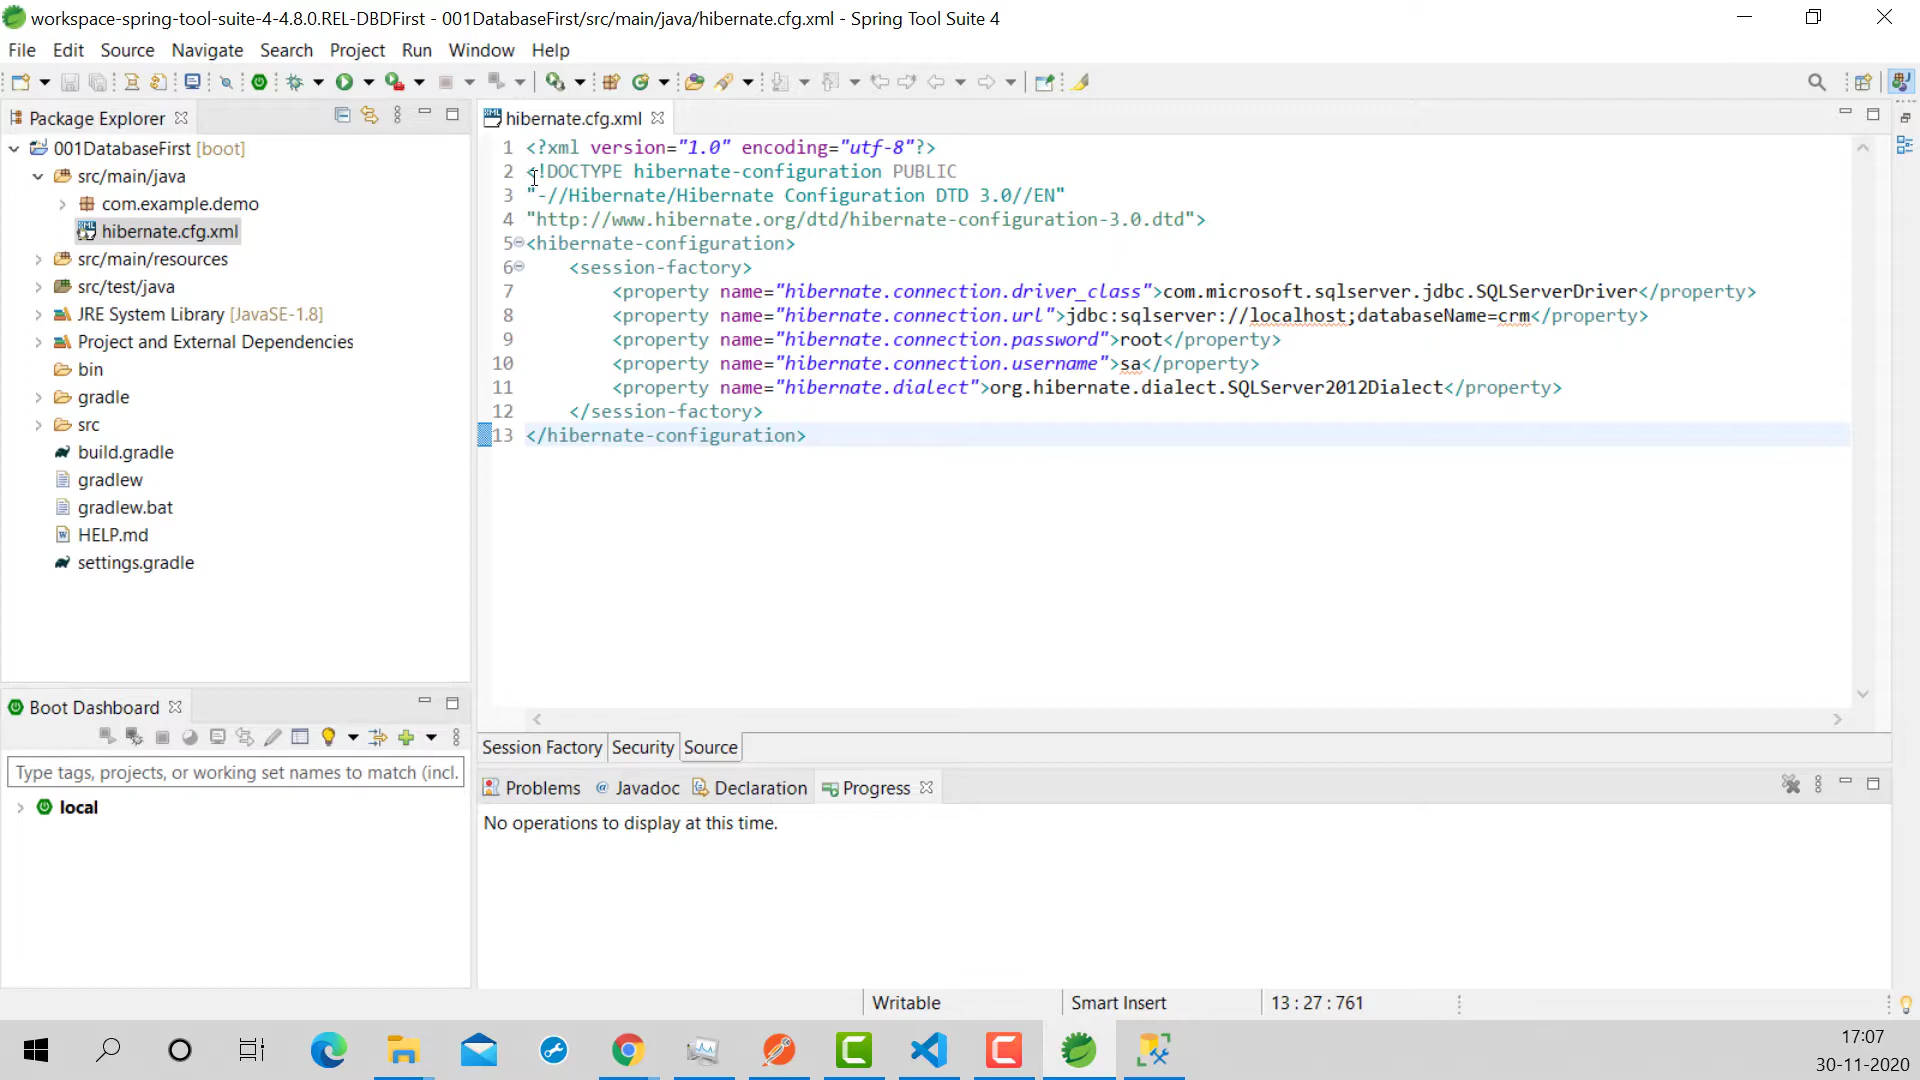 workspace-spring-tool-suite-4-4.8.0.REL-DBDFirst - 001DatabaseFirst/src/main/java/hibernate.cfg.xml - Spring Tool Suite 4
File Edit Source Navigate Search Project Run Window Help
Package Explorer
001DatabaseFirst [boot]
src/main/java
com.example.demo
hibernate.cfg.xml
src/main/resources
src/test/java
JRE System Library [JavaSE-1.8]
Project and External Dependencies
bin
gradle
src
build.gradle
gradlew
gradlew.bat
HELP.md
settings.gradle
Boot Dashboard
Type tags, projects, or working set names to match (incl.
local
hibernate.cfg.xml
1 <?xml version="1.0" encoding="utf-8"?>
2 <!DOCTYPE hibernate-configuration PUBLIC
3 "-//Hibernate/Hibernate Configuration DTD 3.0//EN"
4 "http://www.hibernate.org/dtd/hibernate-configuration-3.0.dtd">
5 <hibernate-configuration>
6 <session-factory>
7 <property name="hibernate.connection.driver_class">com.microsoft.sqlserver.jdbc.SQLServerDriver</property>
8 <property name="hibernate.connection.url">jdbc:sqlserver://localhost;databaseName=crm</property>
9 <property name="hibernate.connection.password">root</property>
10 <property name="hibernate.connection.username">sa</property>
11 <property name="hibernate.dialect">org.hibernate.dialect.SQLServer2012Dialect</property>
12 </session-factory>
13 </hibernate-configuration>
Session Factory Security Source
Problems Javadoc Declaration Progress
No operations to display at this time.
Writable Smart Insert 13 : 27 : 761
17:07
30-11-2020